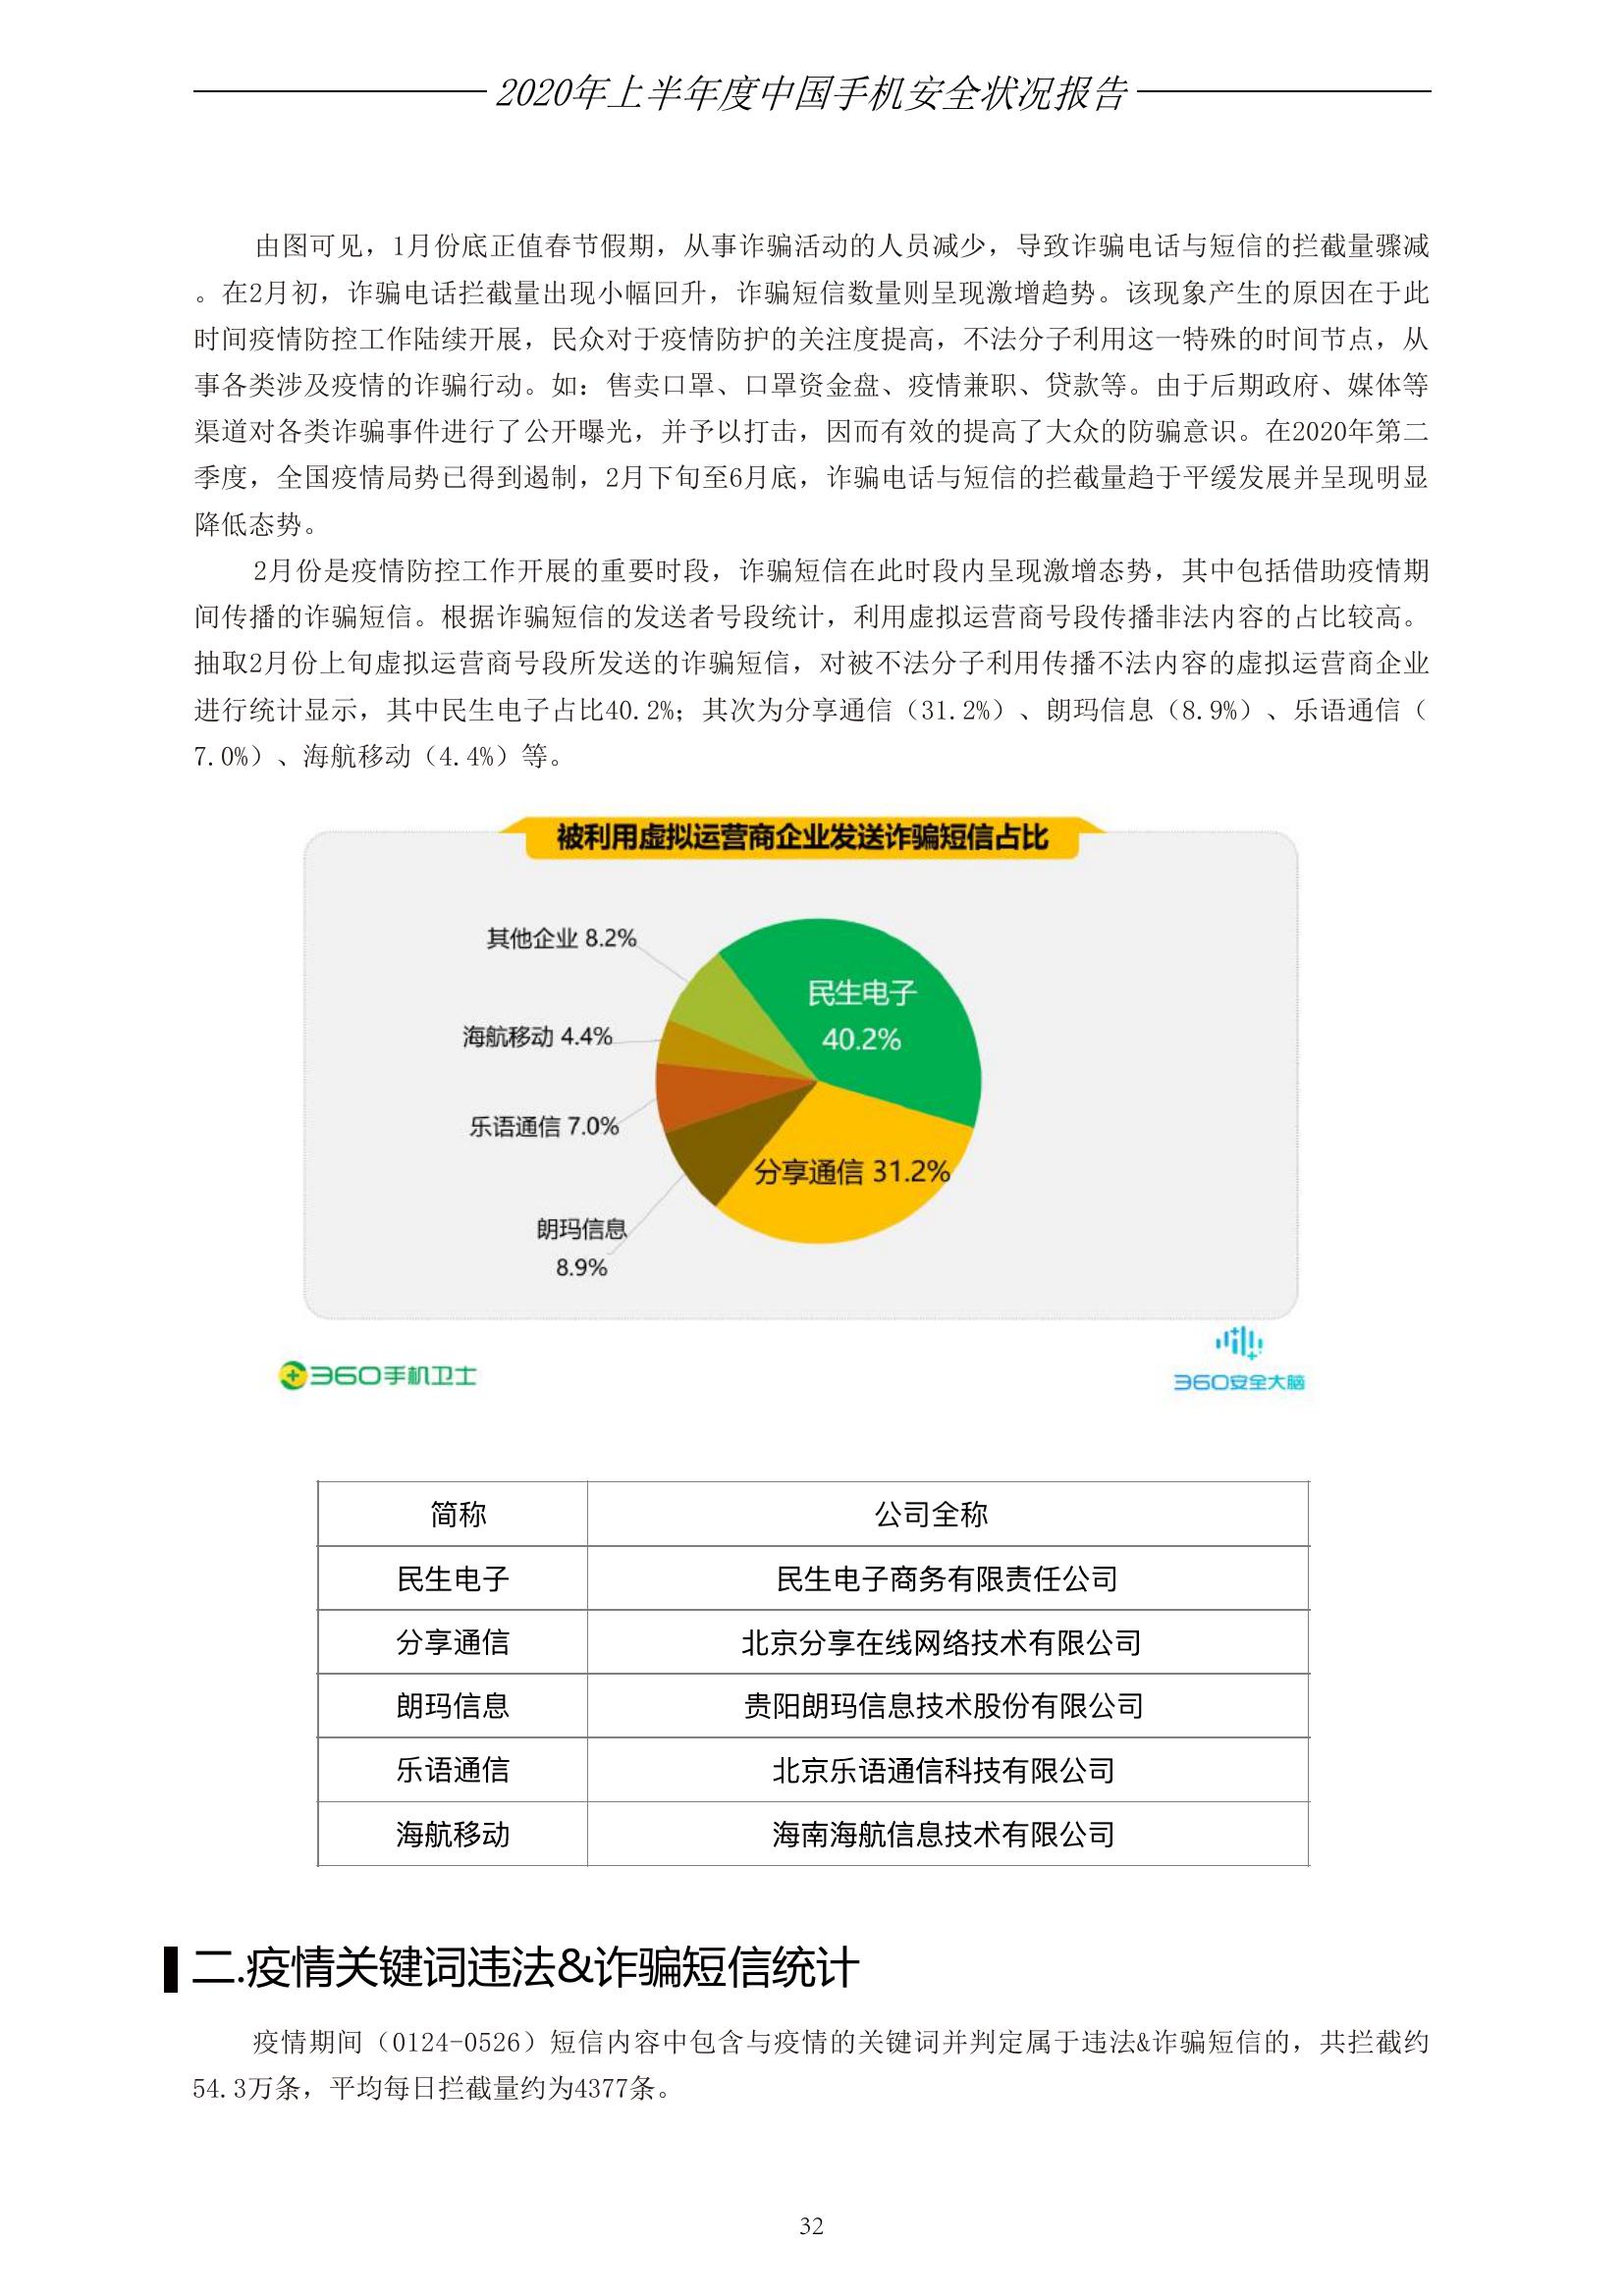 2020年上半年度中国手机安全状况报告
由图可见，1月份底正值春节假期，从事诈骗活动的人员减少，导致诈骗电话与短信的拦截量骤减
。在2月初，诈骗电话拦截量出现小幅回升，诈骗短信数量则呈现激增趋势。该现象产生的原因在于此
时间疫情防控工作陆续开展，民众对于疫情防护的关注度提高，不法分子利用这一特殊的时间节点，从
事各类涉及疫情的诈骗行动。如：售卖口罩、口罩资金盘、疫情兼职、贷款等。由于后期政府、媒体等
渠道对各类诈骗事件进行了公开曝光，并予以打击，因而有效的提高了大众的防骗意识。在2020年第二
季度，全国疫情局势已得到遏制，2月下旬至6月底，诈骗电话与短信的拦截量趋于平缓发展并呈现明显
降低态势。
2月份是疫情防控工作开展的重要时段，诈骗短信在此时段内呈现激增态势，其中包括借助疫情期
间传播的诈骗短信。根据诈骗短信的发送者号段统计，利用虚拟运营商号段传播非法内容的占比较高。
抽取2月份上旬虚拟运营商号段所发送的诈骗短信，对被不法分子利用传播不法内容的虚拟运营商企业
进行统计显示，其中民生电子占比40.2%；其次为分享通信（31.2%）、朗玛信息（8.9%）、乐语通信（
7.0%）、海航移动（4.4%）等。
被利用虚拟运营商企业发送诈骗短信占比
其他企业 8.2%
民生电子
40.2%
海航移动 4.4%
乐语通信 7.0%
分享通信 31.2%
朗玛信息
8.9%
360手机卫士
360安全大脑
简称 公司全称
民生电子 民生电子商务有限责任公司
分享通信 北京分享在线网络技术有限公司
朗玛信息 贵阳朗玛信息技术股份有限公司
乐语通信 北京乐语通信科技有限公司
海航移动 海南海航信息技术有限公司
二.疫情关键词违法&诈骗短信统计
疫情期间（0124-0526）短信内容中包含与疫情的关键词并判定属于违法&诈骗短信的，共拦截约
54.3万条，平均每日拦截量约为4377条。
32